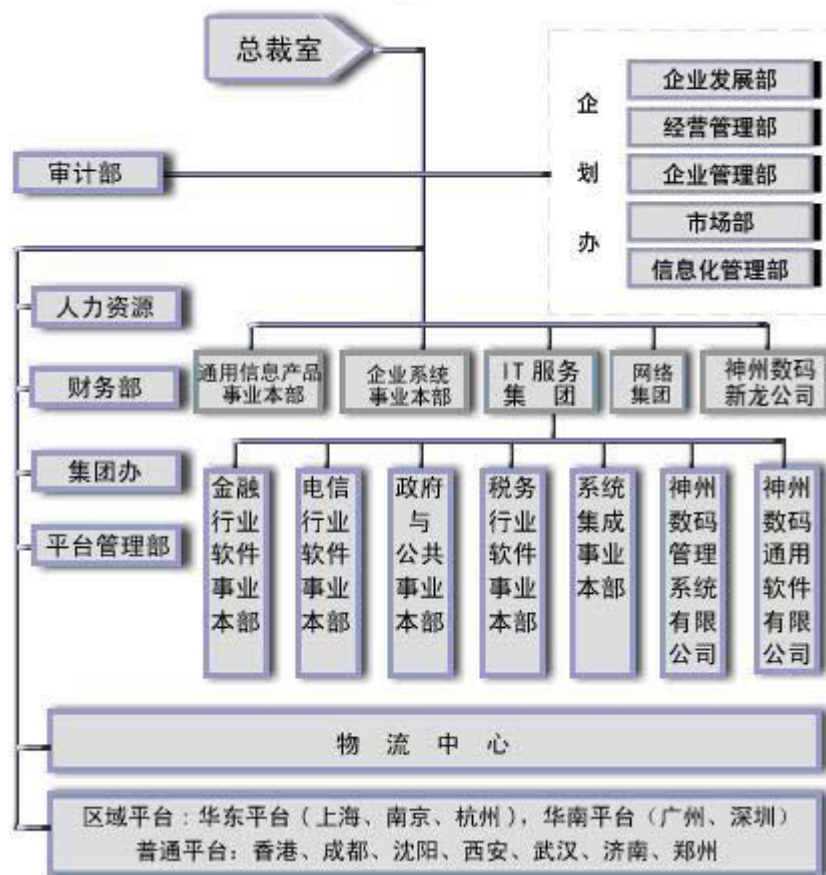 总裁室
企划办
企业发展部
经营管理部
企业管理部
市场部
信息化管理部
审计部
人力资源
财务部
集团办
平台管理部
通用信息产品
事业本部
企业系统
事业本部
IT服务
集团
网络
集团
神州数码
新龙公司
金融
行业
软件
事业
本部
电信
行业
软件
事业
本部
政府
与
公共
事业
本部
税务
行业
软件
事业
本部
系统
集成
事业
本部
神州
数码
管理
系统
有限
公司
神州
数码
通用
软件
有限
公司
物流中心
区域平台：华东平台（上海、南京、杭州），华南平台（广州、深圳）
普通平台：香港、成都、沈阳、西安、武汉、济南、郑州